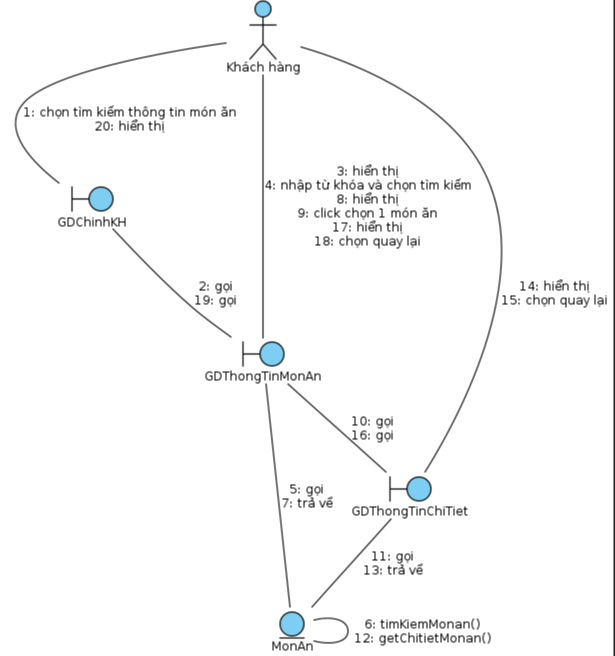 Khách hàng
1: chọn tìm kiếm thông tin món ăn
20: hiển thị
3: hiển thị
4: nhập từ khóa và chọn tìm kiếm
8: hiển thị
9: click chọn 1 món ăn
17: hiển thị
18: chọn quay lại
GDChinhKH
2: gọi
19: gọi
14: hiển thị
15: chọn quay lại
GDThongTinMonAn
10: gọi
16: gọi
5: gọi
7: trả về
GDThongTinChiTiet
11: gọi
13: trả về
6: timKiemMonan()
12: getChitietMonan()
MonAn